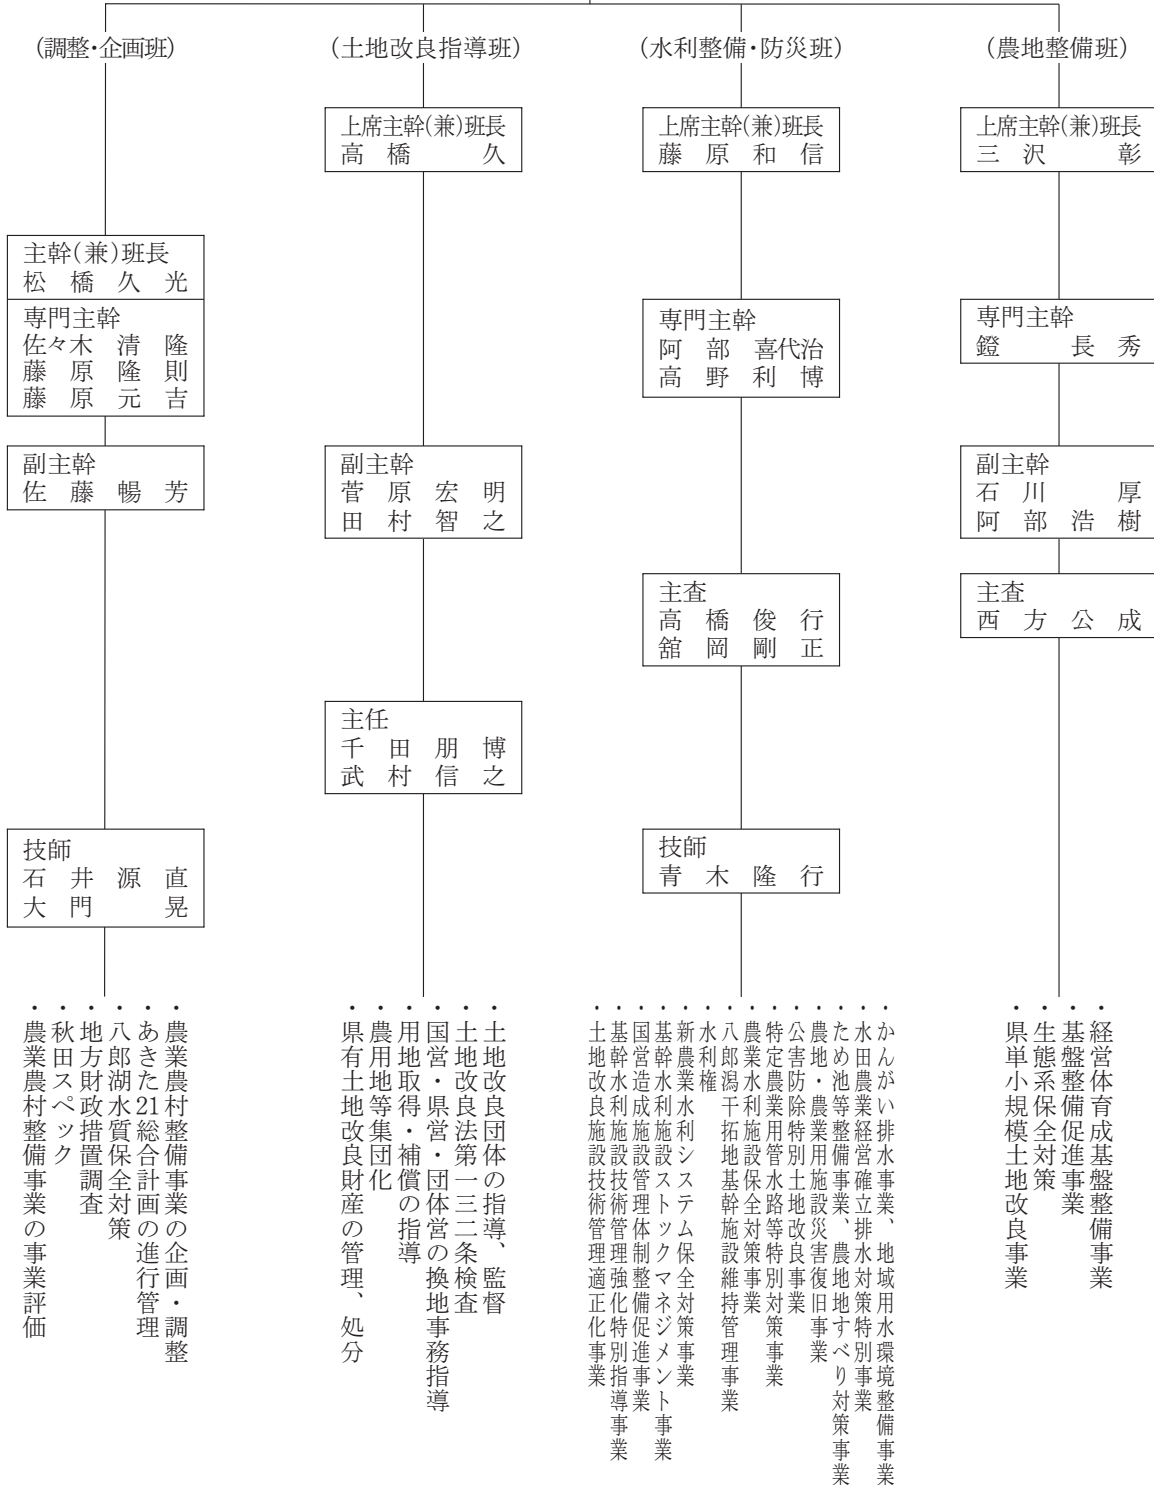 (調整・企画班)
主幹(兼)班長
松橋久光
専門主幹
佐々木清隆
藤原隆則
藤原元吉
副主幹
佐藤暢芳
技師
石井源直
大門晃
・農業農村整備事業の企画・調整
・あきた21総合計画の進行管理
・八郎湖水質保全対策
・地方財政措置調査
・秋田スペック
・農業農村整備事業の事業評価
(土地改良指導班)
上席主幹(兼)班長
高橋久
副主幹
菅原宏明
田村智之
主任
千田朋博
武村信之
・土地改良団体の指導、監督
・土地改良法第一三二条検査
・国営・県営・団体営の換地事務指導
・用地取得・補償の指導
・農用地等集団化
・県有土地改良財産の管理、処分
(水利整備・防災班)
上席主幹(兼)班長
藤原和信
専門主幹
阿部喜代治
高野利博
主査
高橋俊行
舘岡剛正
技師
青木隆行
・かんがい排水事業、地域用水環境整備事業
・水田農業経営確立排水対策特別事業
・ため池等整備事業、農地地すべり対策事業
・農地・農業用施設災害復旧事業
・公害防除特別土地改良事業
・特定農業用管水路等特別対策事業
・農業水利施設保全対策事業
・八郎潟干拓地基幹施設維持管理事業
・水利権
・新農業水利システム保全対策事業
・基幹水利施設ストックマネジメント事業
・国営造成施設管理体制整備促進事業
・基幹水利施設技術管理強化特別指導事業
・土地改良施設技術管理適正化事業
(農地整備班)
上席主幹(兼)班長
三沢彰
専門主幹
鐙長秀
副主幹
石川厚
阿部浩樹
主査
西方公成
・経営体育成基盤整備事業
・基盤整備促進事業
・生態系保全対策
・県単小規模土地改良事業